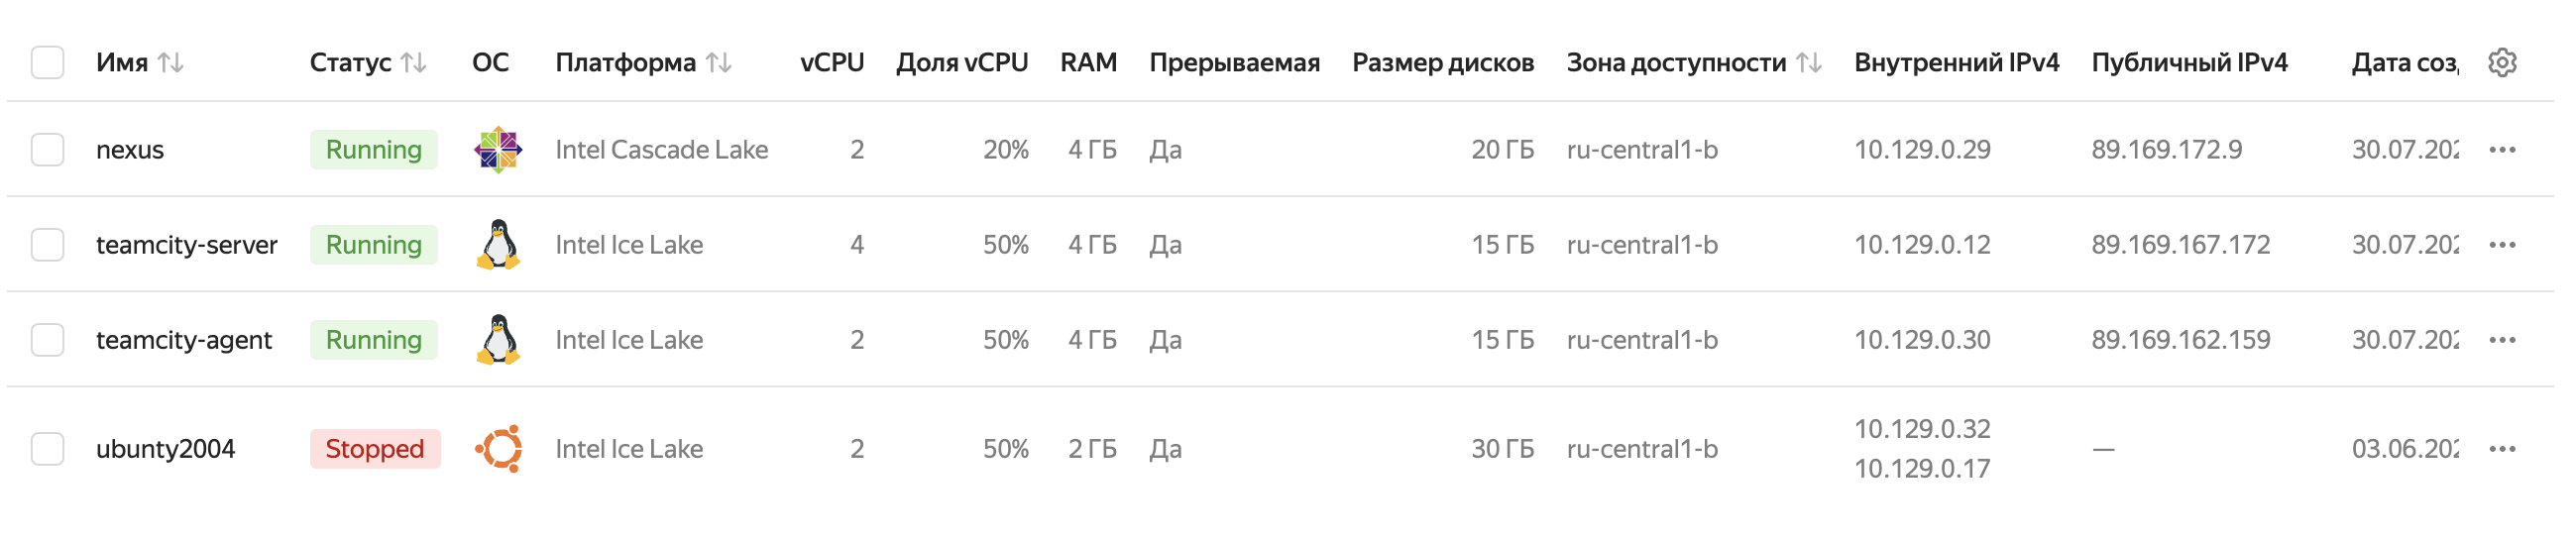 Имя Статус ОС Платформа vCPU Доля vCPU RAM Прерываемая Размер дисков Зона доступности Внутренний IPv4 Публичный IPv4 Дата соз
nexus Running Intel Cascade Lake 2 20% 4 ГБ Да 20 ГБ ru-central1-b 10.129.0.29 89.169.172.9 30.07.202
teamcity-server Running Intel Ice Lake 4 50% 4 ГБ Да 15 ГБ ru-central1-b 10.129.0.12 89.169.167.172 30.07.202
teamcity-agent Running Intel Ice Lake 2 50% 4 ГБ Да 15 ГБ ru-central1-b 10.129.0.30 89.169.162.159 30.07.202
ubunty2004 Stopped Intel Ice Lake 2 50% 2 ГБ Да 30 ГБ ru-central1-b 10.129.0.32 — 03.06.202
10.129.0.17